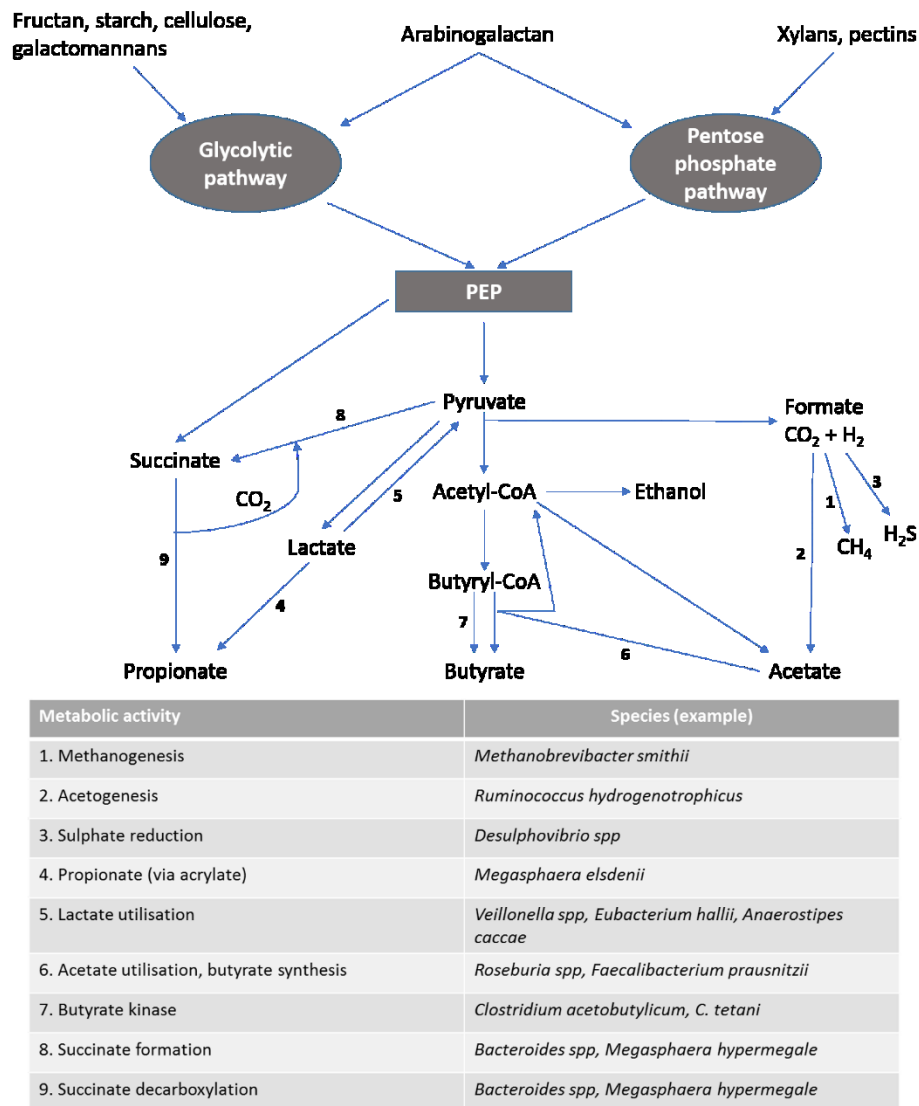 Fructan, starch, cellulose,
galactomannans
Arabinogalactan
Xylans, pectins
Glycolytic
pathway
Pentose
phosphate
pathway
PEP
Pyruvate
Formate
CO2 + H2
8
Succinate
3
CO2
5
Acetyl-CoA
Ethanol
1
H2S
Lactate
CH4
9
2
Butyryl-CoA
4
7
6
Propionate
Butyrate
Acetate
Metabolic activity Species (example)
1. Methanogenesis Methanobrevibacter smithii
2. Acetogenesis Ruminococcus hydrogenotrophicus
3. Sulphate reduction Desulphovibrio spp
4. Propionate (via acrylate) Megasphaera elsdenii
5. Lactate utilisation Veillonella spp, Eubacterium hallii, Anaerostipes
caccae
6. Acetate utilisation, butyrate synthesis Roseburia spp, Faecalibacterium prausnitzii
7. Butyrate kinase Clostridium acetobutylicum, C. tetani
8. Succinate formation Bacteroides spp, Megasphaera hypermegale
9. Succinate decarboxylation Bacteroides spp, Megasphaera hypermegale